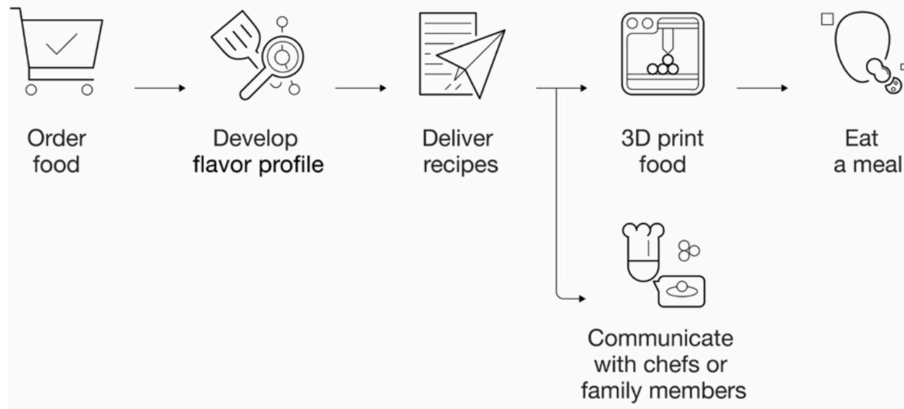 Order
food
Develop
flavor profile
Deliver
recipes
3D print
food
Eat
a meal
Communicate
with chefs or
family members